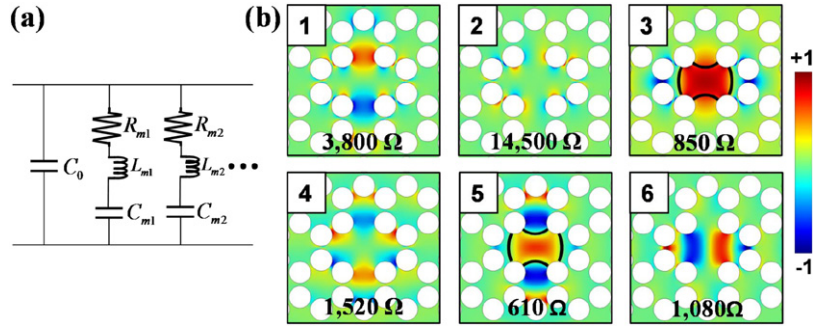 (a)
C0
Rm1
Lm1
Cm1
Rm2
Lm2
Cm2
•••
(b)
1
3,800 Ω
2
14,500 Ω
3
850 Ω
4
1,520 Ω
5
610 Ω
6
1,080Ω
+1
-1